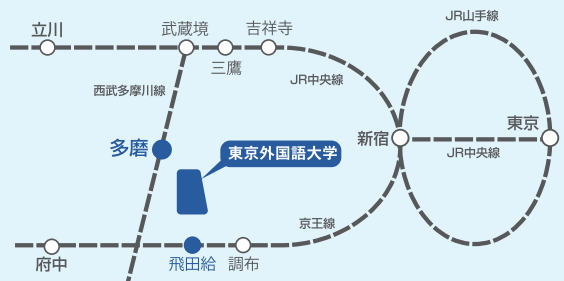 JR山手線
立川
武蔵境
吉祥寺
三鷹
JR中央線
西武多摩川線
東京
新宿
多磨
東京外国語大学
JR中央線
京王線
府中
飛田給
調布